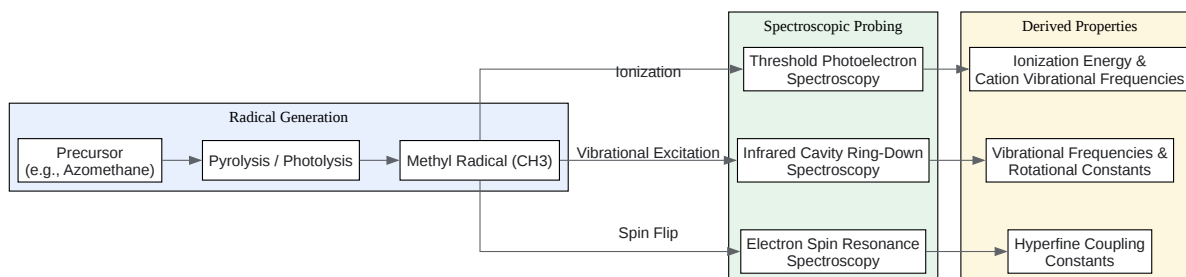 Spectroscopic Probing
Derived Properties
Ionization
Threshold Photoelectron
Spectroscopy
Ionization Energy &
Cation Vibrational Frequencies
Radical Generation
Precursor
(e.g., Azomethane)
Pyrolysis / Photolysis
Methyl Radical (CH3)
Vibrational Excitation
Infrared Cavity Ring-Down
Spectroscopy
Vibrational Frequencies &
Rotational Constants
Spin Flip
Electron Spin Resonance
Spectroscopy
Hyperfine Coupling
Constants